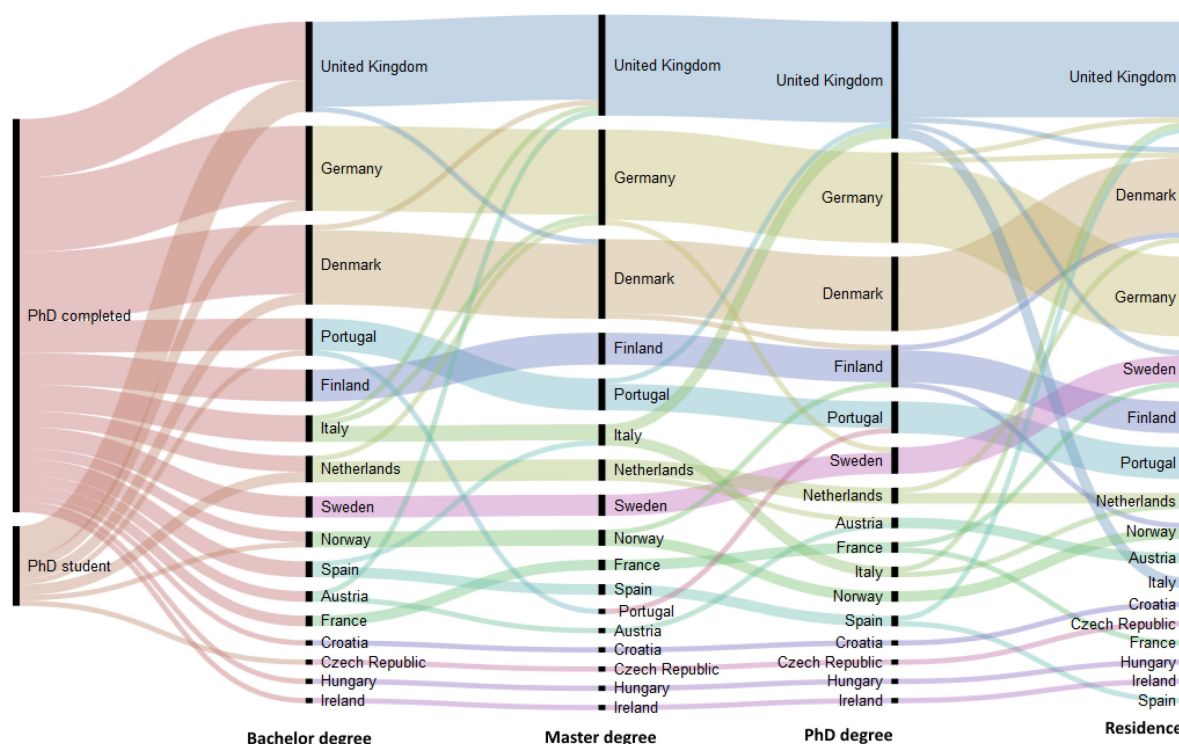 PhD completed
PhD student
United Kingdom
Germany
Denmark
Portugal
Finland
Italy
Netherlands
Sweden
Norway
Spain
Austria
France
Croatia
Czech Republic
Hungary
Ireland
Bachelor degree
United Kingdom
Germany
Denmark
Finland
Portugal
Italy
Netherlands
Sweden
Norway
France
Spain
Portugal
Austria
Croatia
Czech Republic
Hungary
Ireland
Master degree
United Kingdom
Germany
Denmark
Finland
Portugal
Sweden
Netherlands
Austria
France
Italy
Norway
Spain
Croatia
Czech Republic
Hungary
Ireland
PhD degree
United Kingdom
Denmark
Germany
Sweden
Finland
Portugal
Netherlands
Norway
Austria
Italy
Croatia
Czech Republic
France
Hungary
Ireland
Spain
Residence